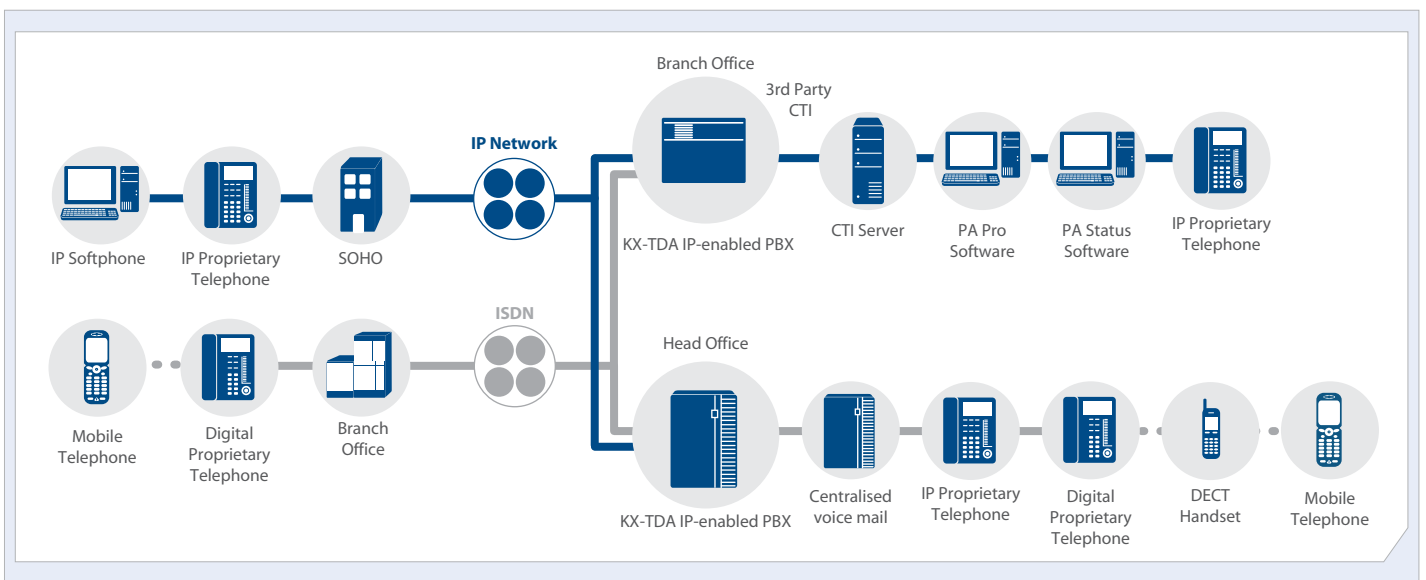 Branch Office
3rd Party
CTI
IP Network
IP Softphone
IP Proprietary
Telephone
SOHO
KX-TDA IP-enabled PBX
CTI Server
PA Pro
Software
PA Status
Software
IP Proprietary
Telephone
ISDN
Head Office
Mobile
Telephone
Digital
Proprietary
Telephone
Branch
Office
KX-TDA IP-enabled PBX
Centralised
voice mail
IP Proprietary
Telephone
Digital
Proprietary
Telephone
DECT
Handset
Mobile
Telephone